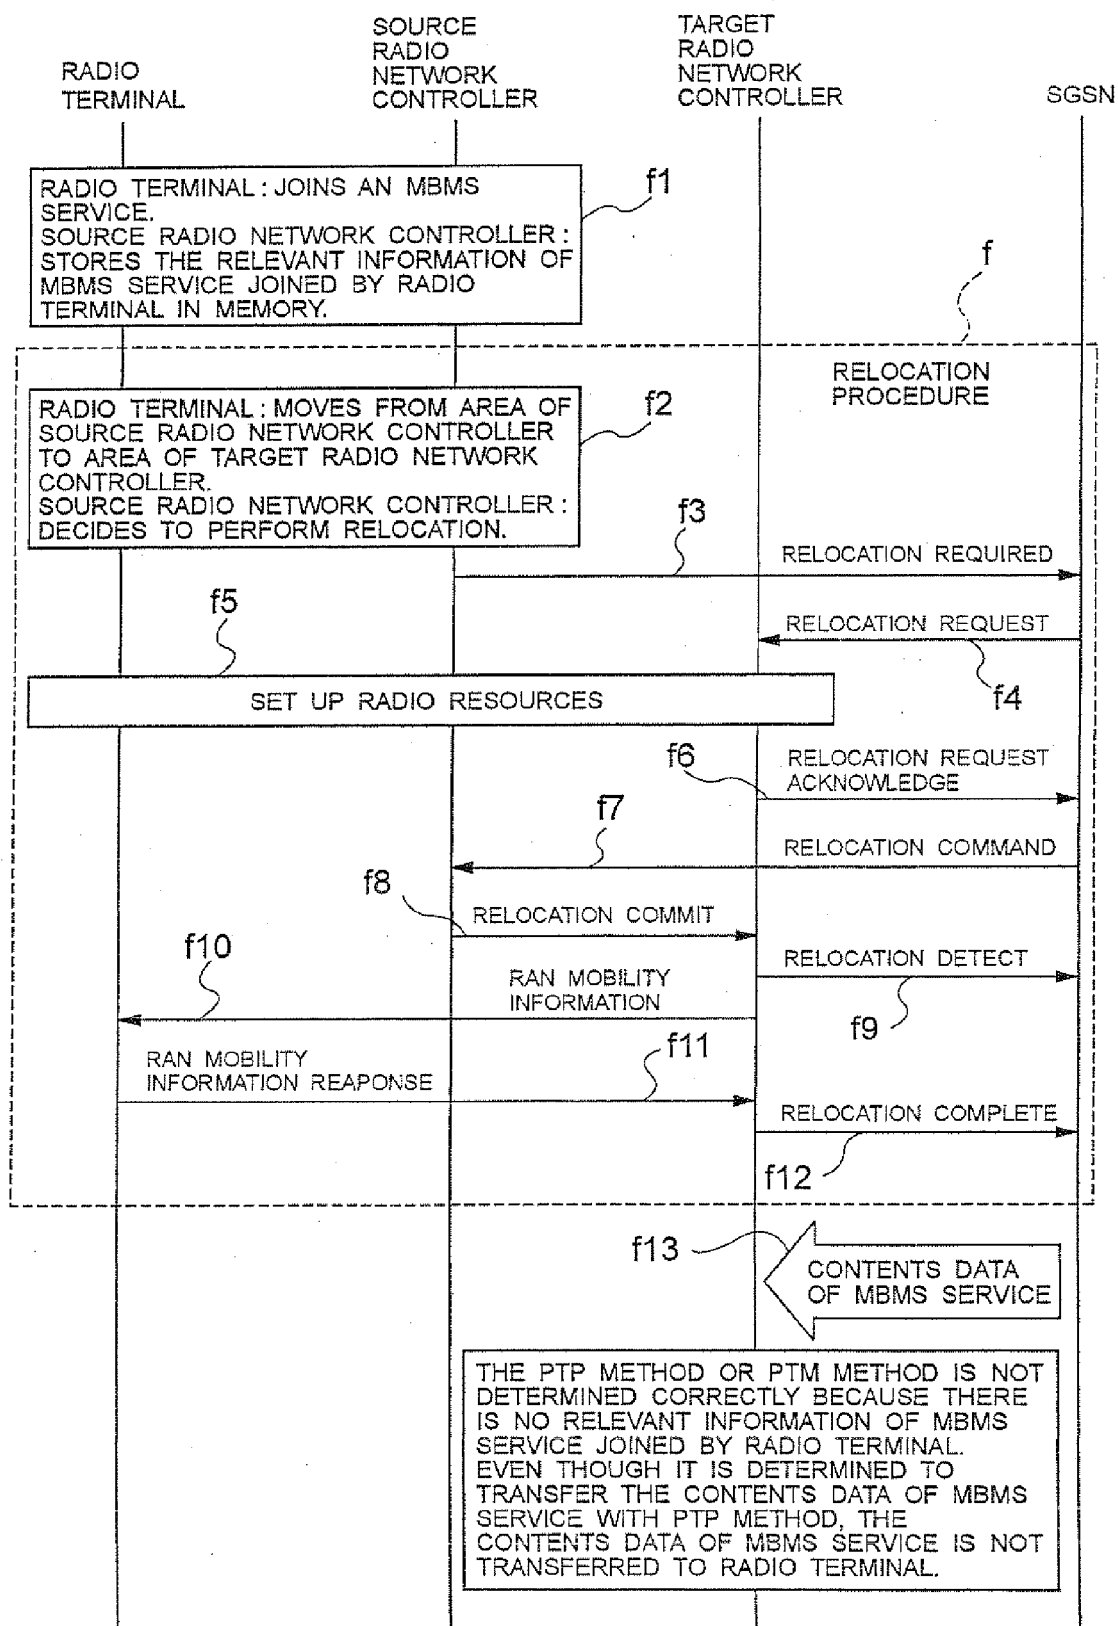 RADIO
TERMINAL
SOURCE
RADIO
NETWORK
CONTROLLER
TARGET
RADIO
NETWORK
CONTROLLER
SGSN
RADIO TERMINAL : JOINS AN MBMS
SERVICE.
SOURCE RADIO NETWORK CONTROLLER :
STORES THE RELEVANT INFORMATION OF
MBMS SERVICE JOINED BY RADIO
TERMINAL IN MEMORY.
f1
f
RELOCATION
PROCEDURE
RADIO TERMINAL : MOVES FROM AREA OF
SOURCE RADIO NETWORK CONTROLLER
TO AREA OF TARGET RADIO NETWORK
CONTROLLER.
SOURCE RADIO NETWORK CONTROLLER :
DECIDES TO PERFORM RELOCATION.
f2
f3
RELOCATION REQUIRED
f5
RELOCATION REQUEST
f4
SET UP RADIO RESOURCES
f6
RELOCATION REQUEST
ACKNOWLEDGE
f7
RELOCATION COMMAND
f8
RELOCATION COMMIT
f10
RELOCATION DETECT
f9
RAN MOBILITY
INFORMATION
f11
RAN MOBILITY
INFORMATION REAPONSE
RELOCATION COMPLETE
f12
f13
CONTENTS DATA
OF MBMS SERVICE
THE PTP METHOD OR PTM METHOD IS NOT
DETERMINED CORRECTLY BECAUSE THERE
IS NO RELEVANT INFORMATION OF MBMS
SERVICE JOINED BY RADIO TERMINAL.
EVEN THOUGH IT IS DETERMINED TO
TRANSFER THE CONTENTS DATA OF MBMS
SERVICE WITH PTP METHOD, THE
CONTENTS DATA OF MBMS SERVICE IS NOT
TRANSFERRED TO RADIO TERMINAL.